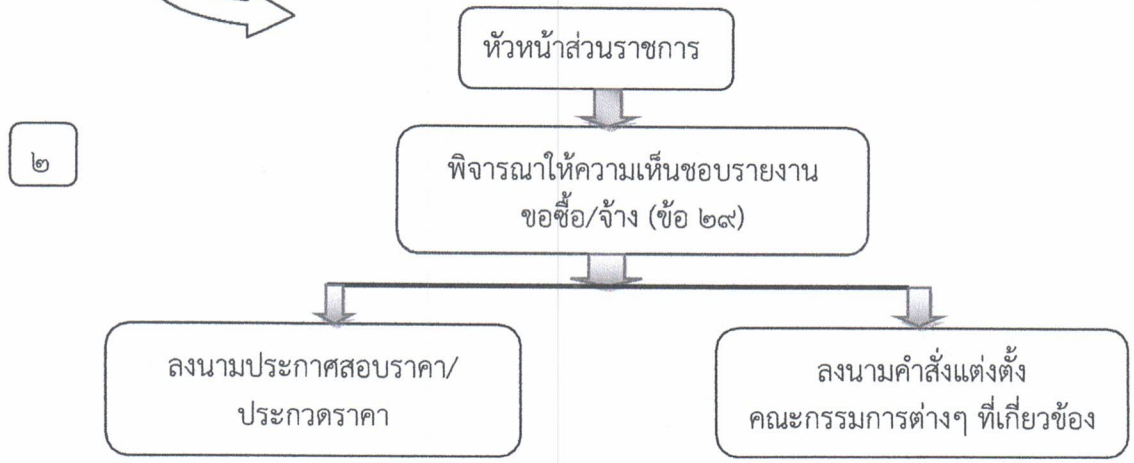 หัวหน้าส่วนราชการ
๒
พิจารณาให้ความเห็นชอบรายงาน
ขอซื้อ/จ้าง (ข้อ ๒๙)
ลงนามประกาศสอบราคา/
ประกวดราคา
ลงนามคำสั่งแต่งตั้ง
คณะกรรมการต่างๆ ที่เกี่ยวข้อง